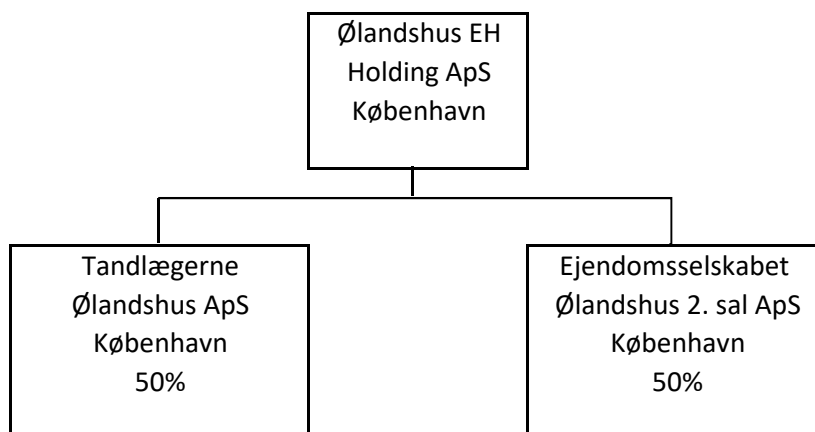 Ølandshus EH
Holding ApS
København
Tandlægerne
Ølandshus ApS
København
50%
Ejendomsselskabet
Ølandshus 2. sal ApS
København
50%